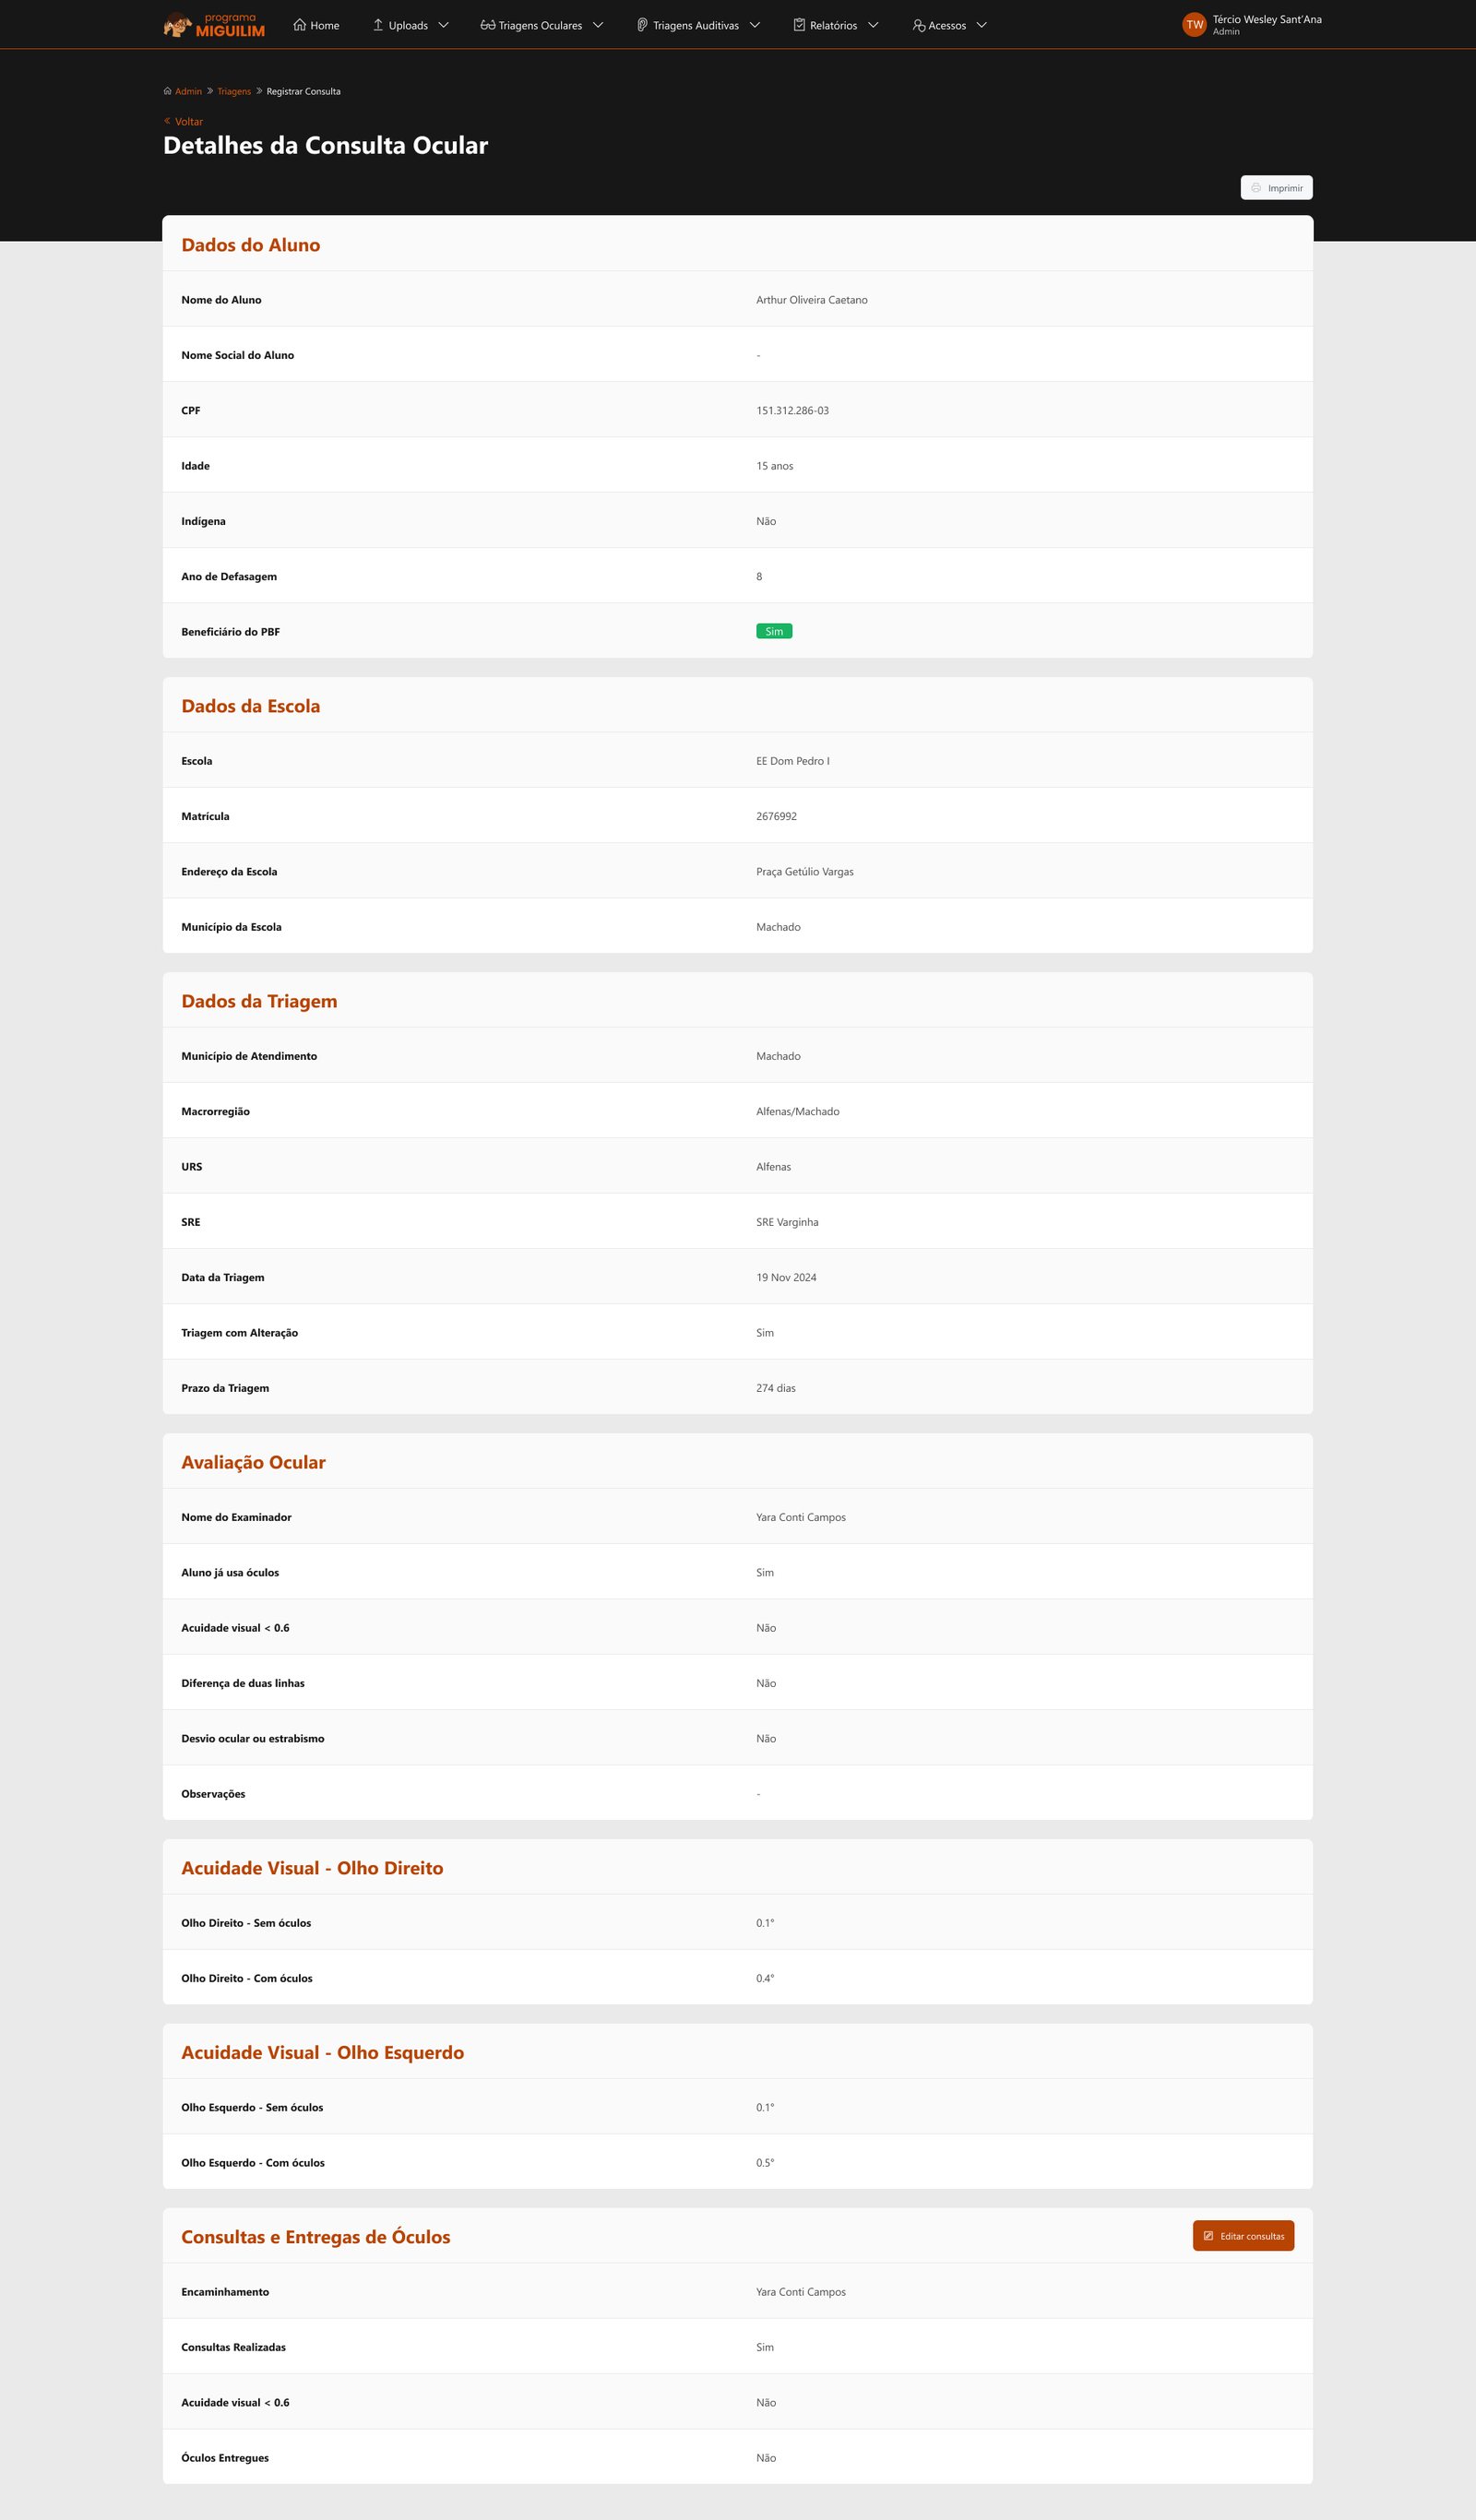 programa
MIGUILIM
Home
Uploads
Triagens Oculares
Triagens Auditivas
Relatórios
Acessos
TW
Tércio Wesley Sant'Ana
Admin
Admin Triagens Registrar Consulta
Voltar
Detalhes da Consulta Ocular
Imprimir
Dados do Aluno
Nome do Aluno Arthur Oliveira Caetano
Nome Social do Aluno -
CPF 151.312.286-03
Idade 15 anos
Indígena Não
Ano de Defasagem 8
Beneficiário do PBF Sim
Dados da Escola
Escola EE Dom Pedro I
Matrícula 2676992
Endereço da Escola Praça Getúlio Vargas
Município da Escola Machado
Dados da Triagem
Município de Atendimento Machado
Macrorregião Alfenas/Machado
URS Alfenas
SRE SRE Varginha
Data da Triagem 19 Nov 2024
Triagem com Alteração Sim
Prazo da Triagem 274 dias
Avaliação Ocular
Nome do Examinador Yara Conti Campos
Aluno já usa óculos Sim
Acuidade visual < 0.6 Não
Diferença de duas linhas Não
Desvio ocular ou estrabismo Não
Observações -
Acuidade Visual - Olho Direito
Olho Direito - Sem óculos 0.1°
Olho Direito - Com óculos 0.4°
Acuidade Visual - Olho Esquerdo
Olho Esquerdo - Sem óculos 0.1°
Olho Esquerdo - Com óculos 0.5°
Consultas e Entregas de Óculos
Editar consultas
Encaminhamento Yara Conti Campos
Consultas Realizadas Sim
Acuidade visual < 0.6 Não
Óculos Entregues Não